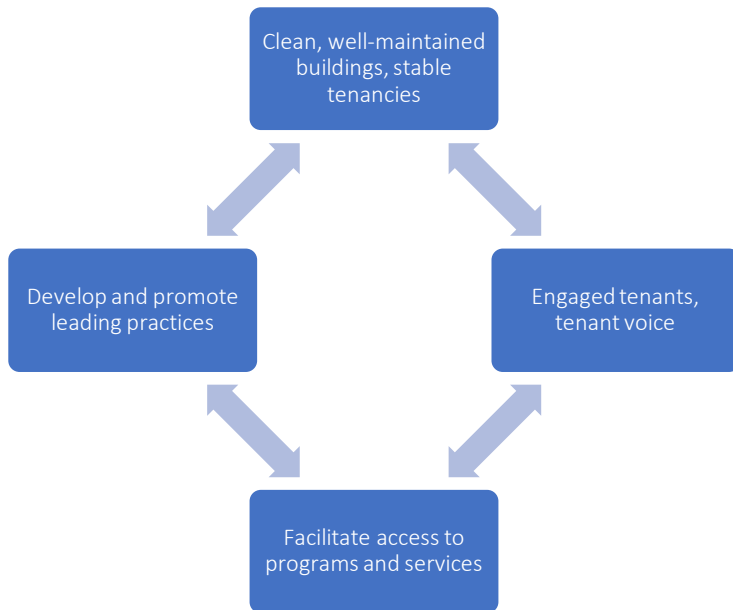 Clean, well-maintained
buildings, stable
tenancies
Develop and promote
leading practices
Engaged tenants,
tenant voice
Facilitate access to
programs and services